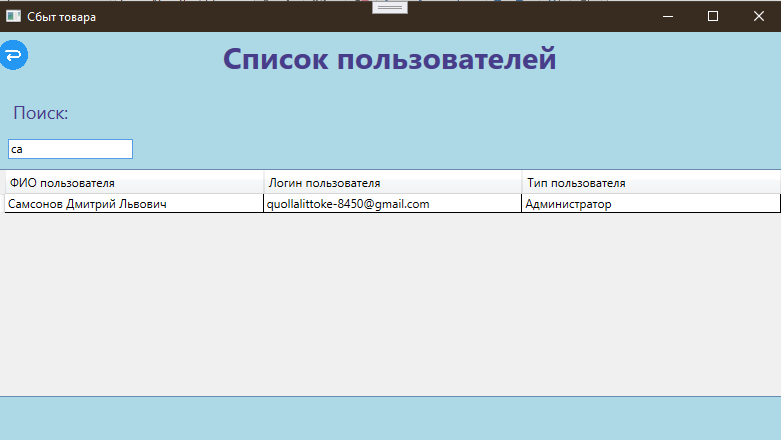 Сбыт товара
Список пользователей
Поиск:
са
ФИО пользователя Логин пользователя Тип пользователя
Самсонов Дмитрий Львович quollalittoke-8450@gmail.com Администратор